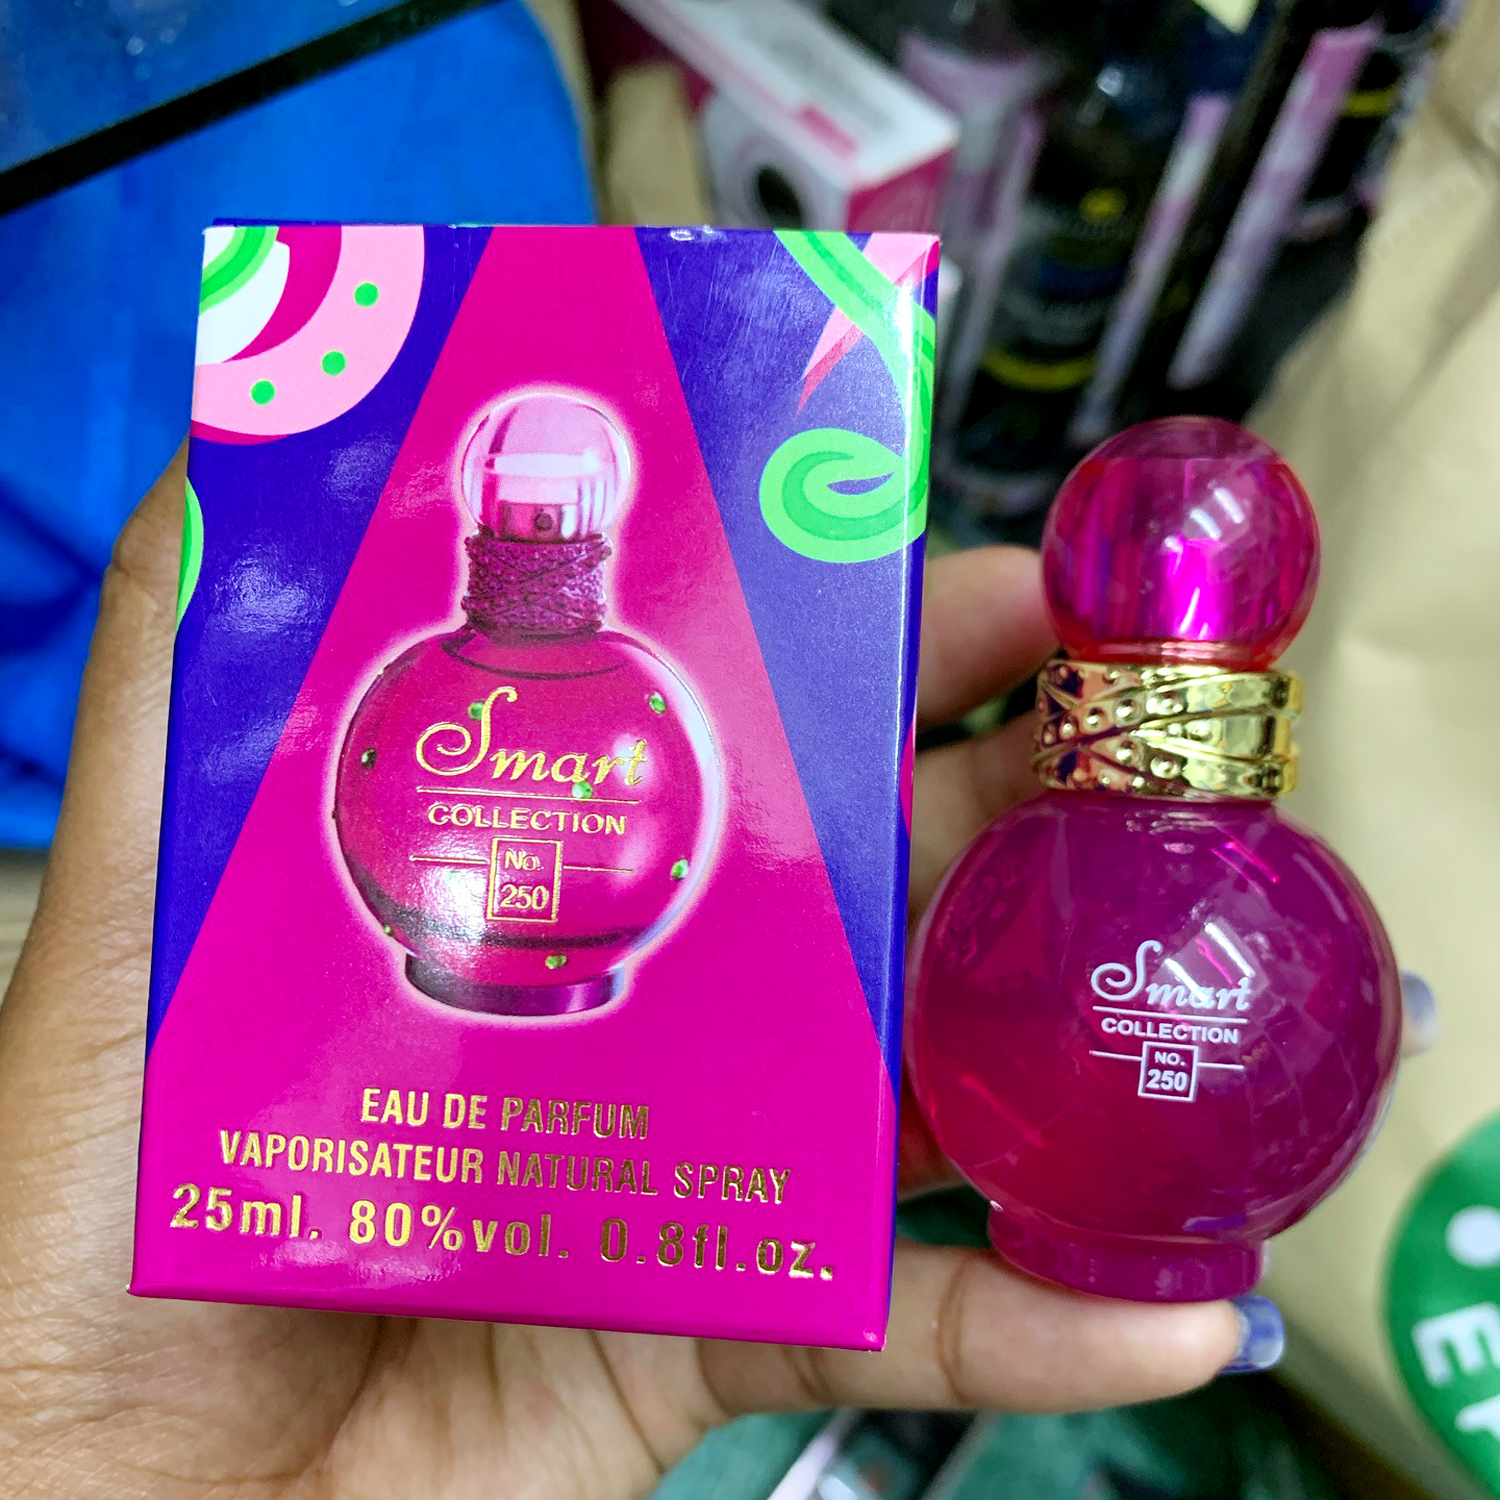 Smart
COLLECTION
No.
250
EAU DE PARFUM
VAPORISATEUR NATURAL SPRAY
25ml. 80%vol. 0.8fl.oz.
Smart
COLLECTION
NO.
250